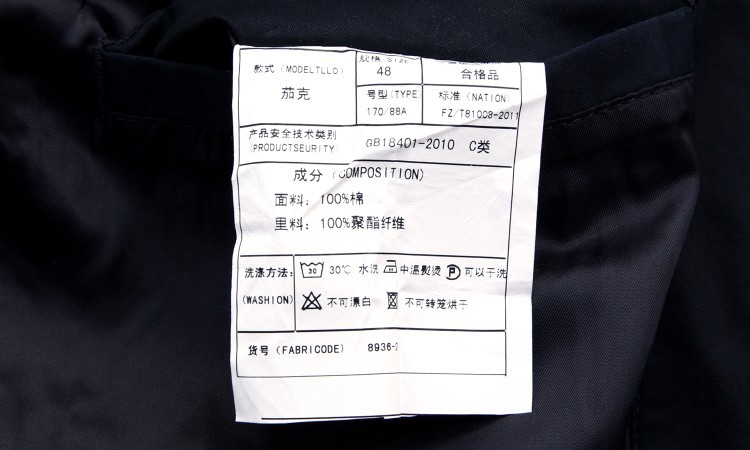 款式（MODELTLLO）
茄克
规格 SIZE
48
合格品
号型（TYPE
170/88A
标准（NATION）
FZ/T81008-2011
产品安全技术类别
（PRODUCTSEURITY）
GB18401-2010 C类
成分（COMPOSITION）
面料：100%棉
里料：100%聚酯纤维
洗涤方法：
（WASHION）
30 30℃ 水洗 中温熨烫 P 可以干洗
不可漂白 不可转笼烘干
货号（FABRICODE） 8936-